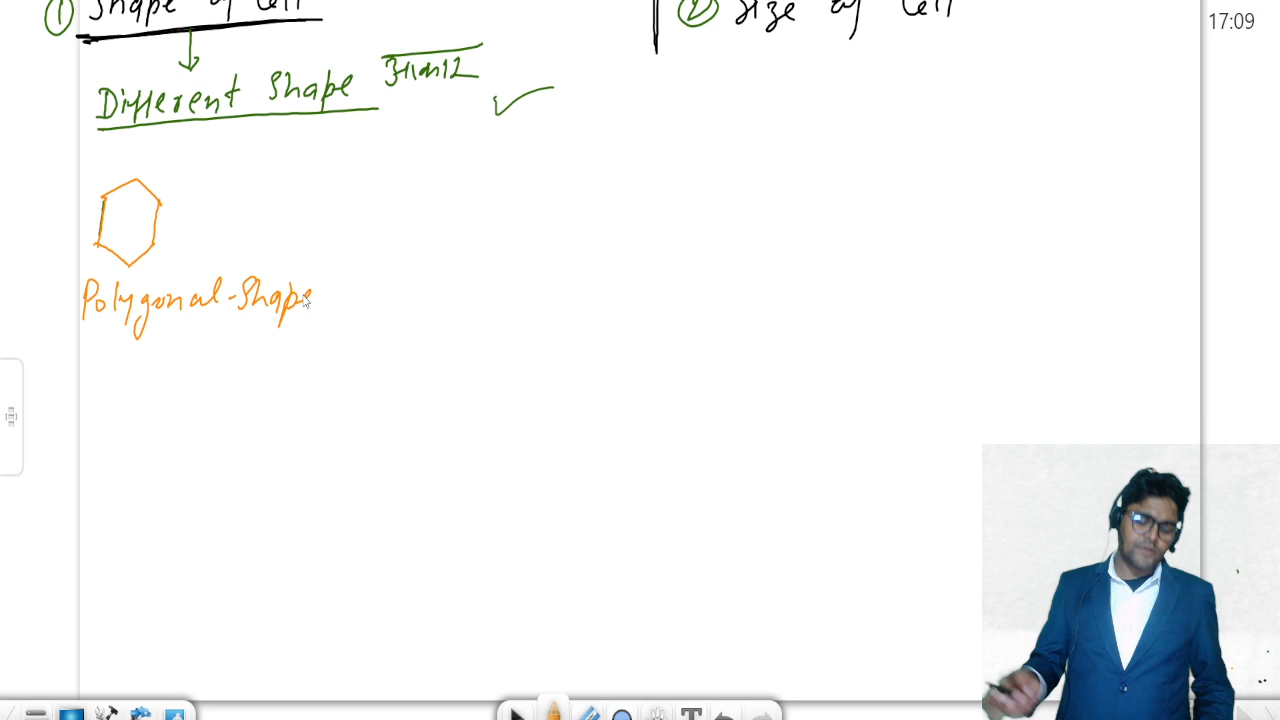 ① Shape of Cell
② Size of Cell
17:09
Different Shape आकार
Polygonal-Shape